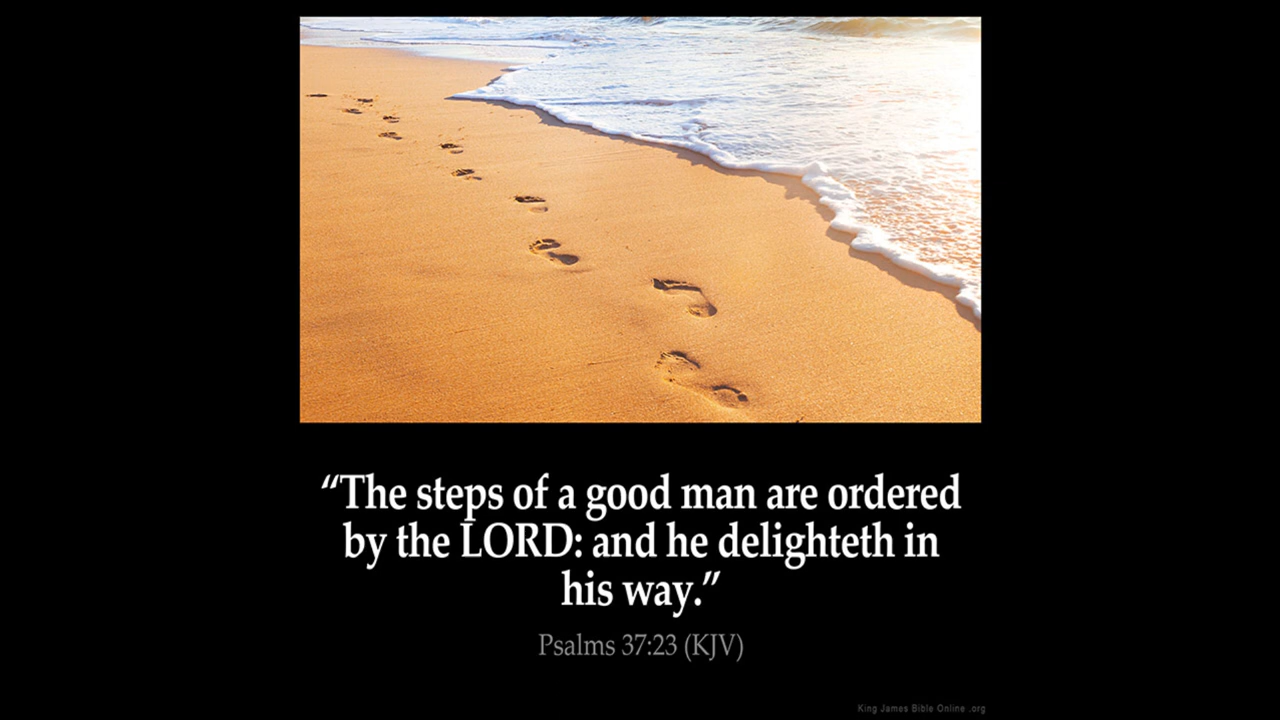 “The steps of a good man are ordered
by the LORD: and he delighteth in
his way.”
Psalms 37:23 (KJV)
King James Bible Online .org